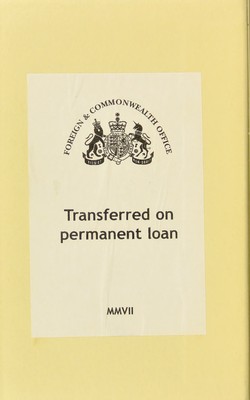 FOREIGN & COMMONWEALTH OFFICE
Transferred on
permanent loan
MMVII